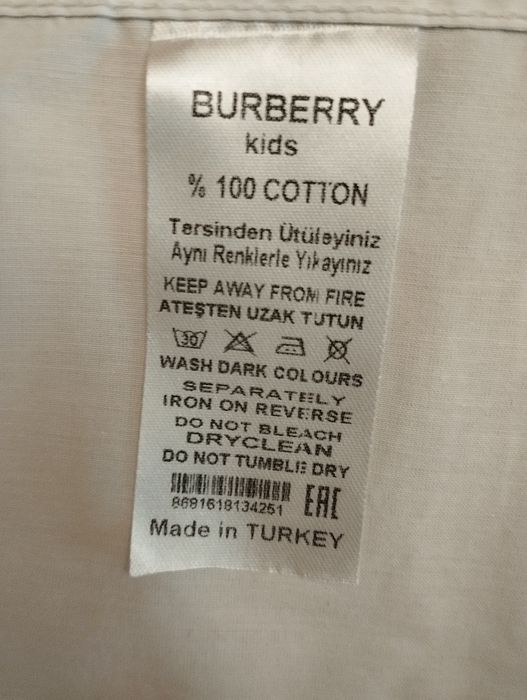 BURBERRY
kids
% 100 COTTON
Tersinden Ütüleyiniz
Aynı Renklerle Yıkayınız
KEEP AWAY FROM FIRE
ATEŞTEN UZAK TUTUN
30
WASH DARK COLOURS
SEPARATELY
IRON ON REVERSE
DO NOT BLEACH
DRYCLEAN
DO NOT TUMBLE DRY
8691618134251 EAC
Made in TURKEY